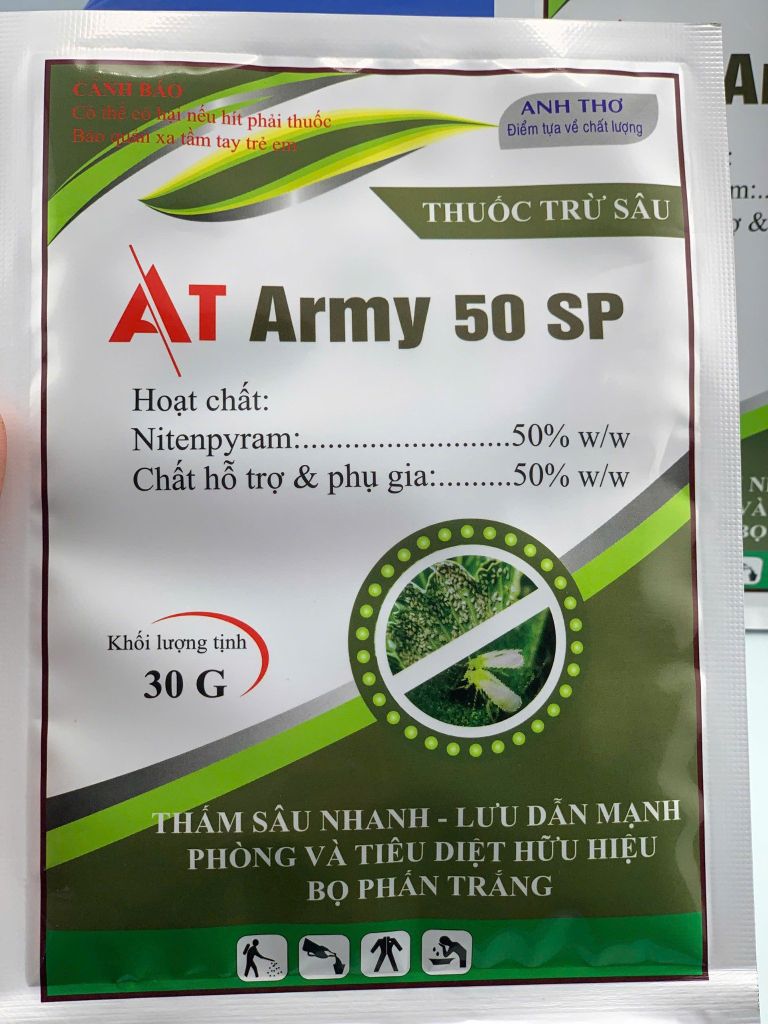 CẢNH BÁO
Có thể có hại nếu hít phải thuốc
Bảo quản xa tầm tay trẻ em
ANH THƠ
Điểm tựa về chất lượng
THUỐC TRỪ SÂU
AT Army 50 SP
Hoạt chất:
Nitenpyram:.......................50% w/w
Chất hỗ trợ & phụ gia:.........50% w/w
Khối lượng tịnh
30 G
THẤM SÂU NHANH - LƯU DẪN MẠNH
PHÒNG VÀ TIÊU DIỆT HỮU HIỆU
BỌ PHẤN TRẮNG